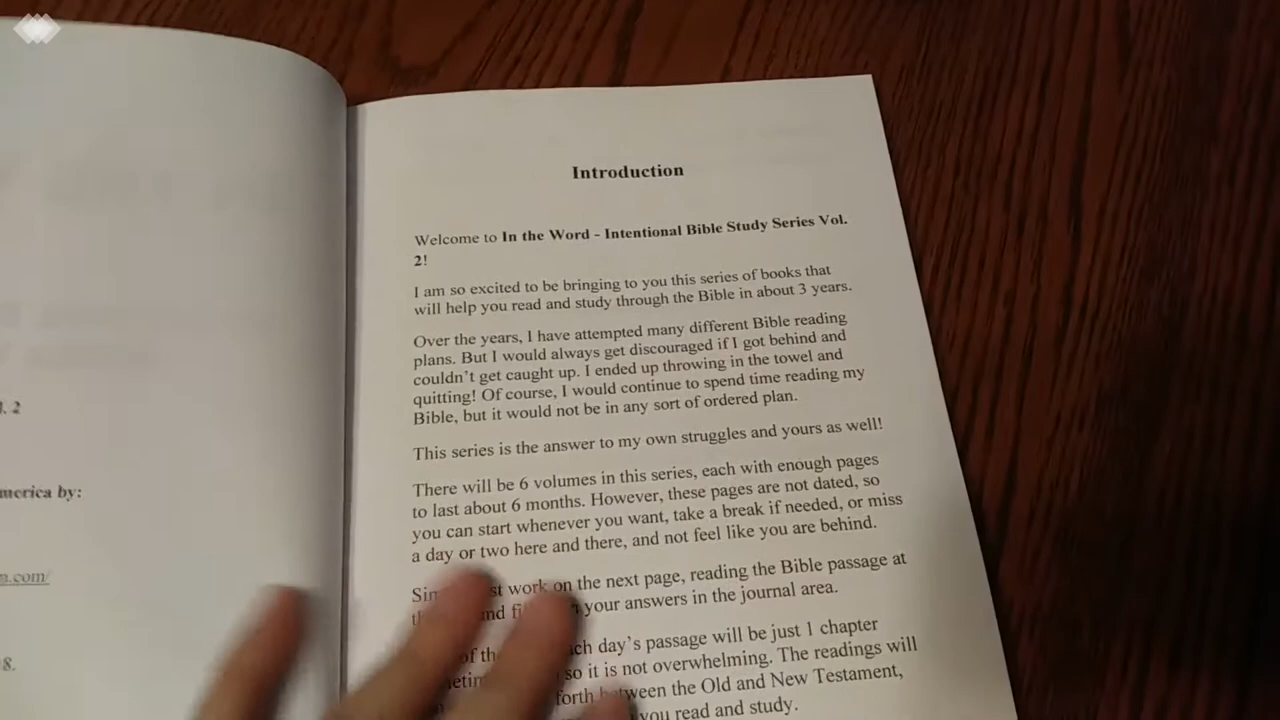 l. 2
merica by:
n.com/
8.
Introduction
Welcome to In the Word - Intentional Bible Study Series Vol.
2!
I am so excited to be bringing to you this series of books that
will help you read and study through the Bible in about 3 years.
Over the years, I have attempted many different Bible reading
plans. But I would always get discouraged if I got behind and
couldn't get caught up. I ended up throwing in the towel and
quitting! Of course, I would continue to spend time reading my
Bible, but it would not be in any sort of ordered plan.
This series is the answer to my own struggles and yours as well!
There will be 6 volumes in this series, each with enough pages
to last about 6 months. However, these pages are not dated, so
you can start whenever you want, take a break if needed, or miss
a day or two here and there, and not feel like you are behind.
work on the next page, reading the Bible passage at
your answers in the journal area.
day's passage will be just 1 chapter
so it is not overwhelming. The readings will
forth between the Old and New Testament,
you read and study.